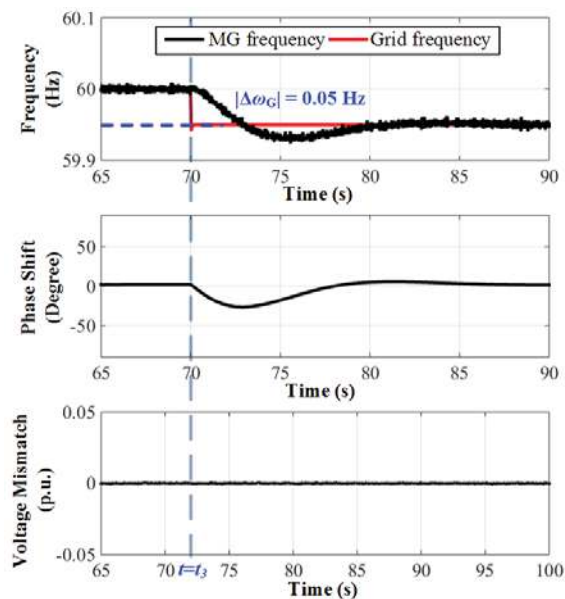 60.1
MG frequency Grid frequency
60
|Δω_G| = 0.05 Hz
59.9
Frequency
(Hz)
65 70 75 80 85 90
Time (s)
50
0
-50
Phase Shift
(Degree)
65 70 75 80 85 90
Time (s)
0.05
0
-0.05
Voltage Mismatch
(p.u.)
65 70 t=t₃ 75 80 85 90 95 100
Time (s)